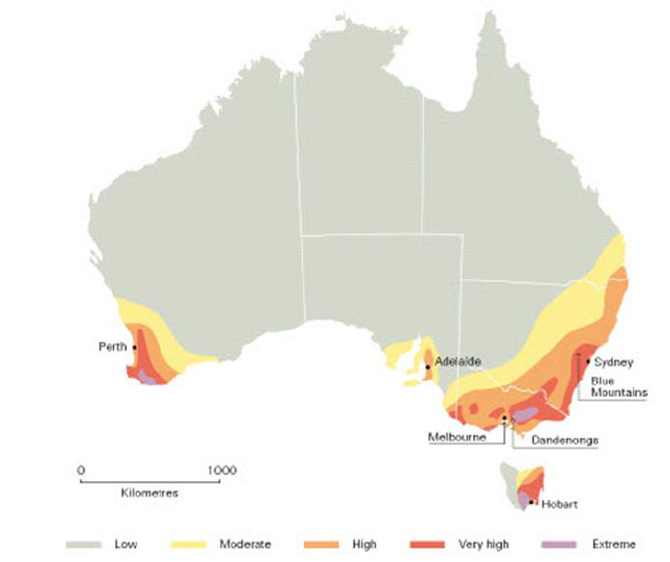 Perth
Adelaide
Sydney
Blue
Mountains
Melbourne
Dandenongs
0 1000
Kilometres
Hobart
Low Moderate High Very high Extreme